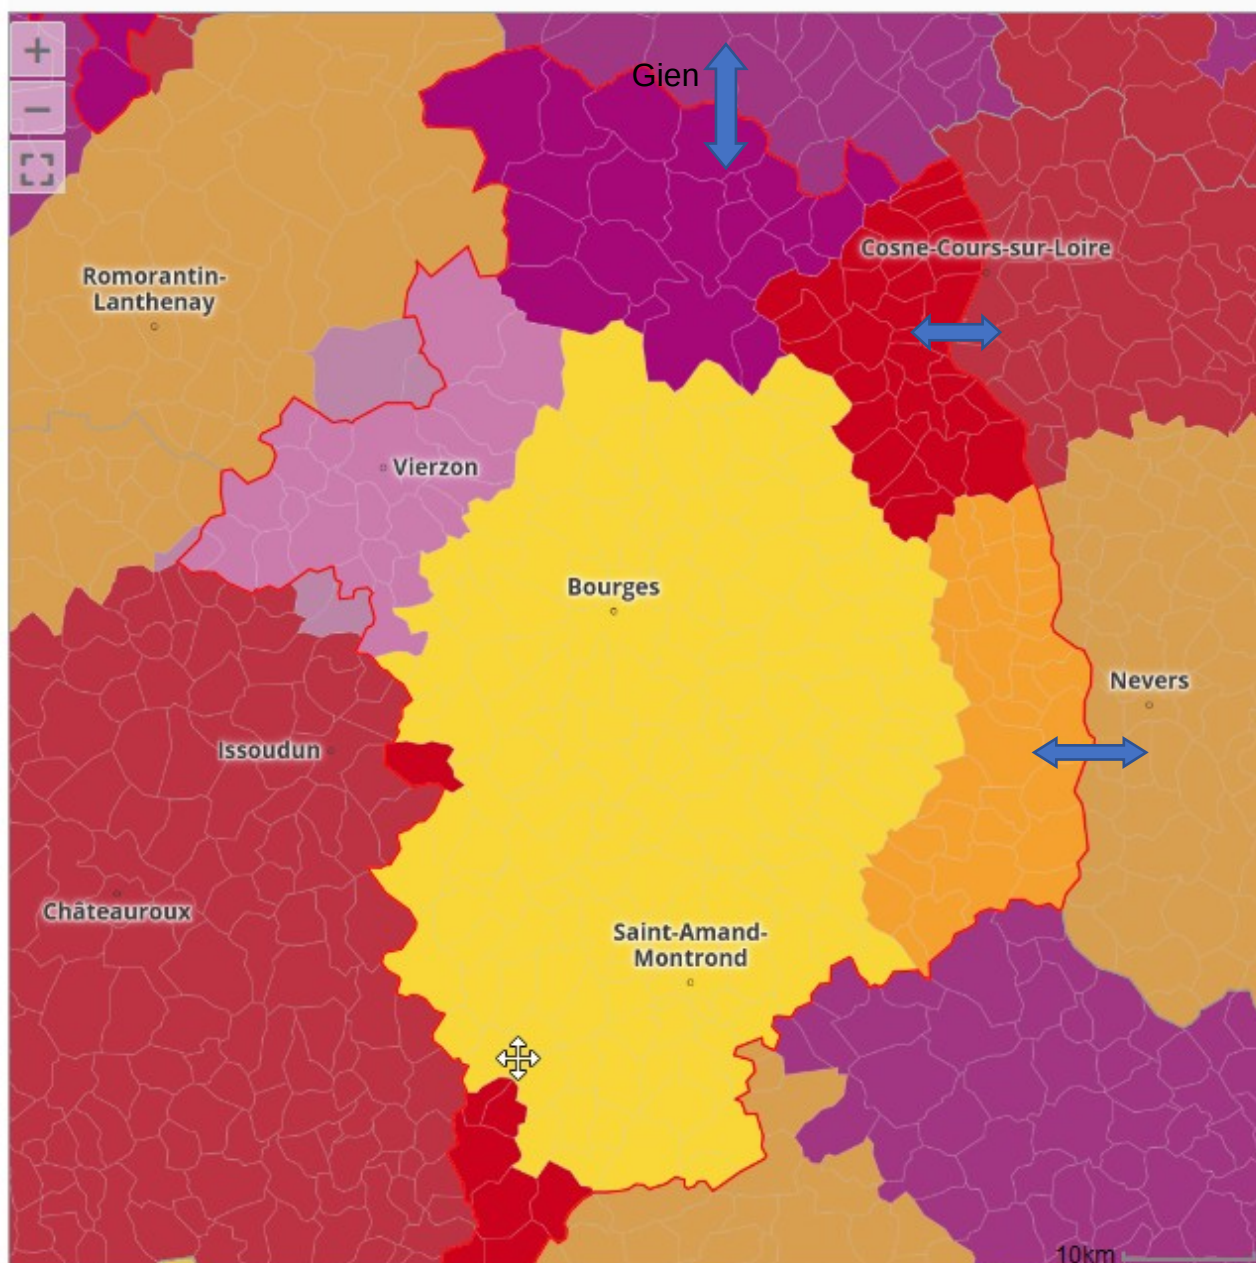 +
Gien
−
Cosne-Cours-sur-Loire
Romorantin-
Lanthenay
Vierzon
Bourges
Nevers
Issoudun
Châteauroux
Saint-Amand-
Montrond
10km